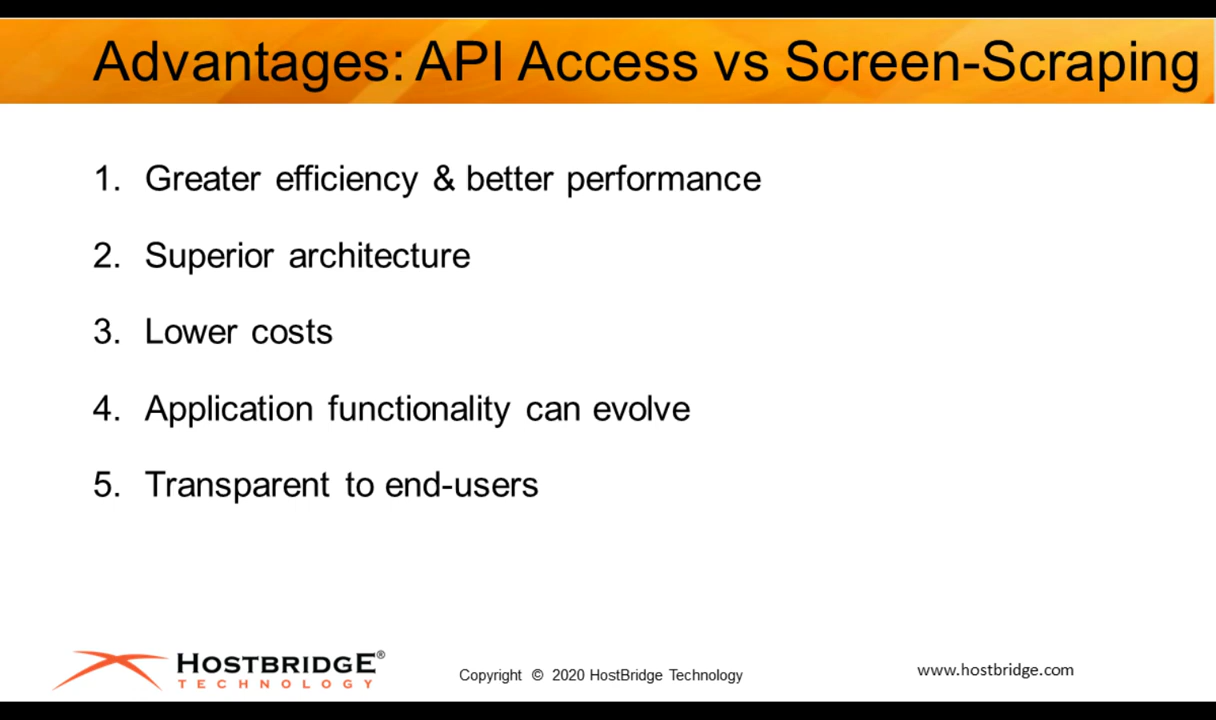 Advantages: API Access vs Screen-Scraping
1. Greater efficiency & better performance
2. Superior architecture
3. Lower costs
4. Application functionality can evolve
5. Transparent to end-users
HOSTBRIDGE®
TECHNOLOGY
Copyright © 2020 HostBridge Technology
www.hostbridge.com